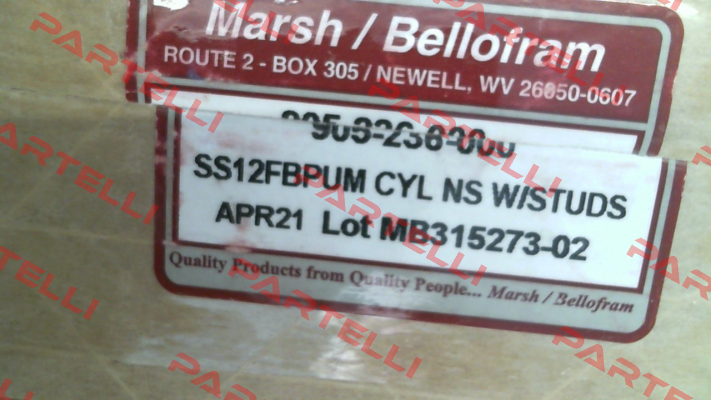 Marsh / Bellofram
ROUTE 2 - BOX 305 / NEWELL, WV 26050-0607
SS12FBPUM CYL NS W/STUDS
APR21 Lot MB315273-02
Quality Products from Quality People... Marsh / Bellofram
PARTELLI